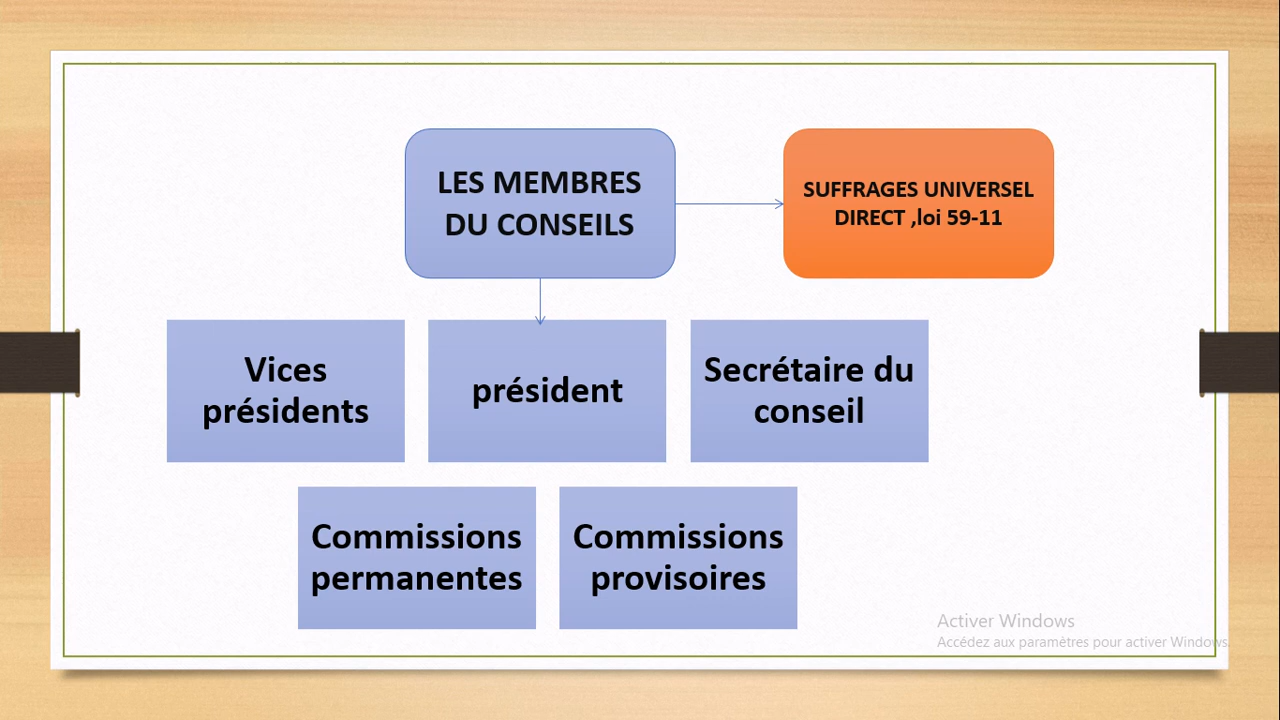 LES MEMBRES
DU CONSEILS
SUFFRAGES UNIVERSEL
DIRECT ,loi 59-11
Vices
présidents
président
Secrétaire du
conseil
Commissions
permanentes
Commissions
provisoires
Activer Windows
Accédez aux paramètres pour activer Windows.